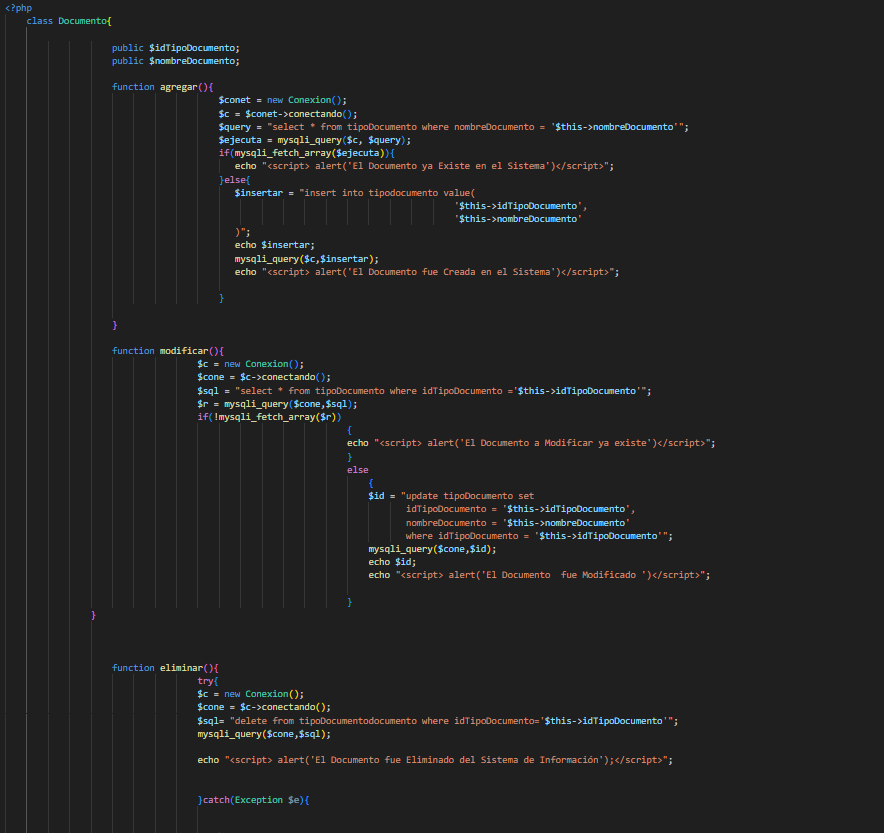 <?php
class Documento{
public $idTipoDocumento;
public $nombreDocumento;
function agregar(){
$conet = new Conexion();
$c = $conet->conectando();
$query = "select * from tipoDocumento where nombreDocumento = '$this->nombreDocumento'";
$ejecuta = mysqli_query($c, $query);
if(mysqli_fetch_array($ejecuta)){
echo "<script> alert('El Documento ya Existe en el Sistema')</script>";
}else{
$insertar = "insert into tipodocumento value(
'$this->idTipoDocumento',
'$this->nombreDocumento'
)";
echo $insertar;
mysqli_query($c,$insertar);
echo "<script> alert('El Documento fue Creada en el Sistema')</script>";
}
}
function modificar(){
$c = new Conexion();
$cone = $c->conectando();
$sql = "select * from tipoDocumento where idTipoDocumento ='$this->idTipoDocumento'";
$r = mysqli_query($cone,$sql);
if(!mysqli_fetch_array($r))
{
echo "<script> alert('El Documento a Modificar ya existe')</script>";
}
else
{
$id = "update tipoDocumento set
idTipoDocumento = '$this->idTipoDocumento',
nombreDocumento = '$this->nombreDocumento'
where idTipoDocumento = '$this->idTipoDocumento'";
mysqli_query($cone,$id);
echo $id;
echo "<script> alert('El Documento  fue Modificado ')</script>";
}
}
function eliminar(){
try{
$c = new Conexion();
$cone = $c->conectando();
$sql= "delete from tipoDocumentodocumento where idTipoDocumento='$this->idTipoDocumento'";
mysqli_query($cone,$sql);
echo "<script> alert('El Documento fue Eliminado del Sistema de Información');</script>";
}catch(Exception $e){